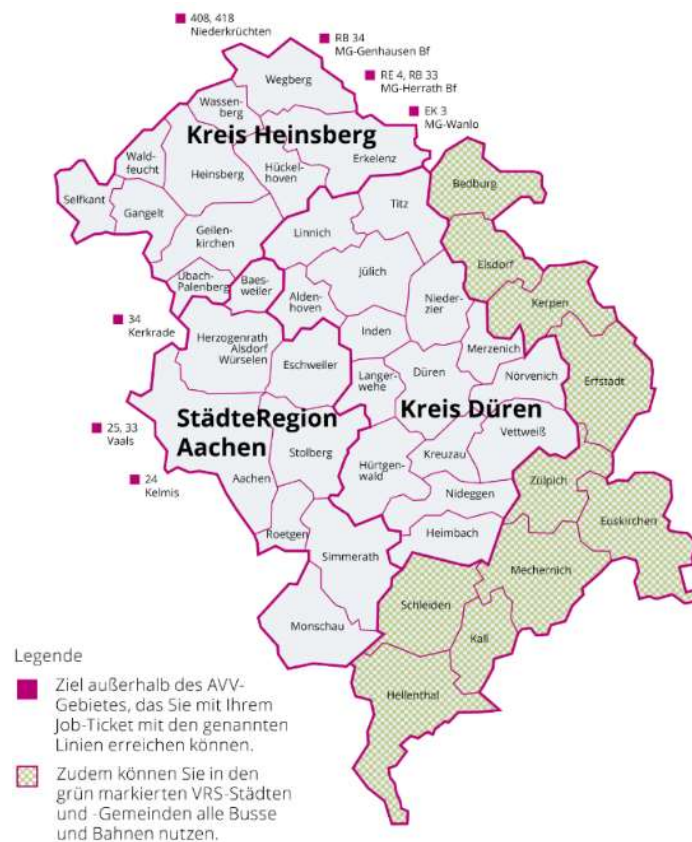 408, 418
Niederkrüchten
RB 34
MG-Genhausen Bf
RE 4, RB 33
MG-Herrath Bf
EK 3
MG-Wanlo
Wegberg
Wassen-
berg
Kreis Heinsberg
Erkelenz
Wald-
feucht
Heinsberg
Hückel-
hoven
Bedburg
Selfkant
Gangelt
Titz
Geilen-
kirchen
Linnich
Elsdorf
Jülich
Übach-
Palenberg
Baes-
weiler
Alden-
hoven
Nieder-
zier
Kerpen
34
Kerkrade
Herzogenrath
Alsdorf
Würselen
Inden
Merzenich
Eschweiler
Langer-
wehe
Düren
Nörvenich
Erftstadt
StädteRegion
Aachen
Kreis Düren
25, 33
Vaals
Vettweiß
Stolberg
Kreuzau
24
Kelmis
Aachen
Hürtgen-
wald
Zülpich
Nideggen
Euskirchen
Roetgen
Heimbach
Simmerath
Mechernich
Schleiden
Monschau
Kall
Hellenthal
Legende
Ziel außerhalb des AVV-
Gebietes, das Sie mit Ihrem
Job-Ticket mit den genannten
Linien erreichen können.
Zudem können Sie in den
grün markierten VRS-Städten
und -Gemeinden alle Busse
und Bahnen nutzen.